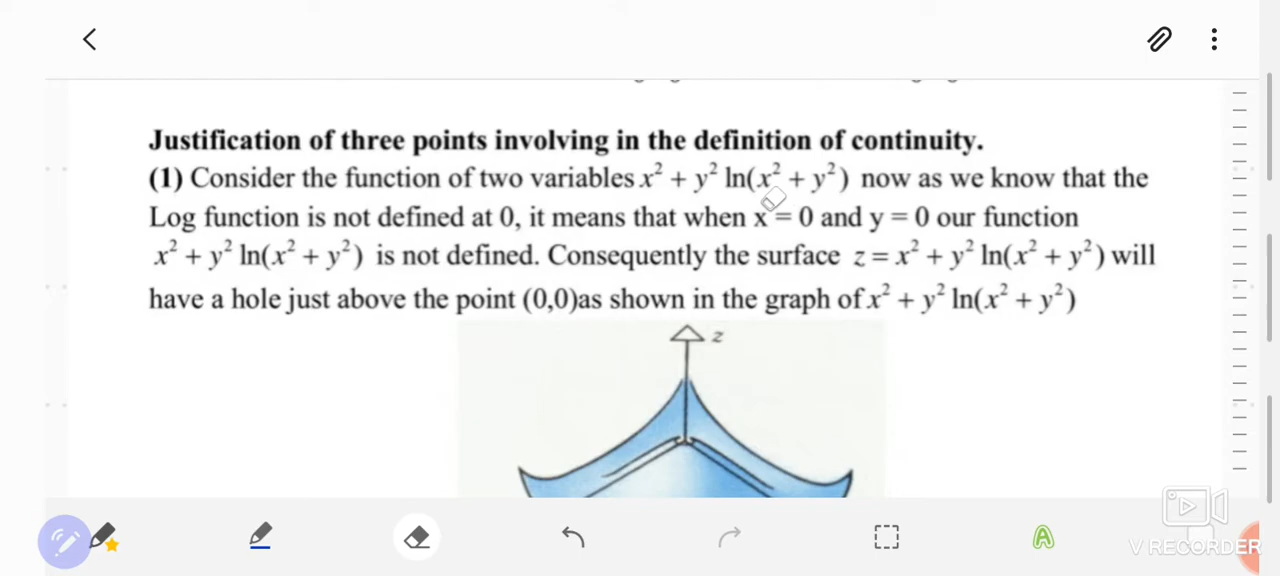 Justification of three points involving in the definition of continuity.
(1) Consider the function of two variables x² + y² ln(x² + y²) now as we know that the
Log function is not defined at 0, it means that when x = 0 and y = 0 our function
x² + y² ln(x² + y²) is not defined. Consequently the surface z = x² + y² ln(x² + y²) will
have a hole just above the point (0,0)as shown in the graph of x² + y² ln(x² + y²)
z
A
V RECORDER